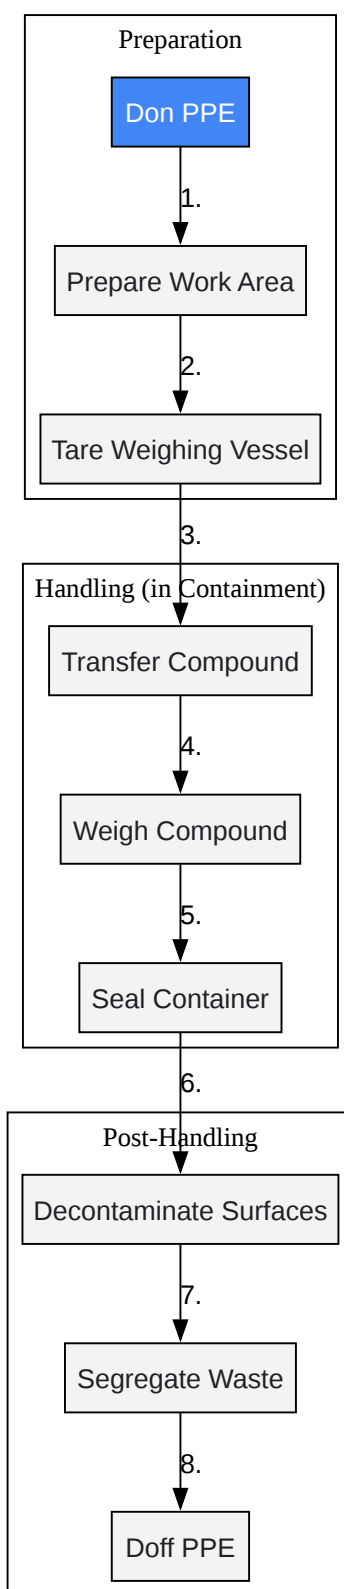 Preparation
Don PPE
1.
Prepare Work Area
2.
Tare Weighing Vessel
3.
Handling (in Containment)
Transfer Compound
4.
Weigh Compound
5.
Seal Container
6.
Post-Handling
Decontaminate Surfaces
7.
Segregate Waste
8.
Doff PPE